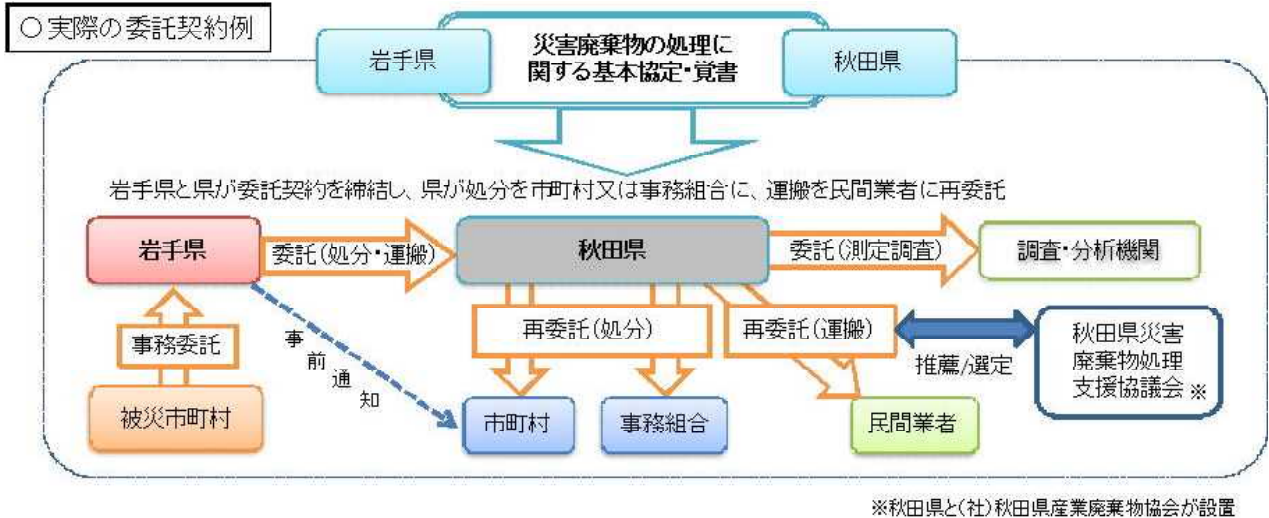 ○実際の委託契約例
岩手県
災害廃棄物の処理に
関する基本協定・覚書
秋田県
岩手県と県が委託契約を締結し、県が処分を市町村又は事務組合に、運搬を民間業者に再委託
岩手県
委託(処分・運搬)
秋田県
委託(測定調査)
調査・分析機関
事務委託
事前通知
再委託(処分)
再委託(運搬)
推薦/選定
秋田県災害
廃棄物処理
支援協議会※
被災市町村
市町村
事務組合
民間業者
※秋田県と(社)秋田県産業廃棄物協会が設置